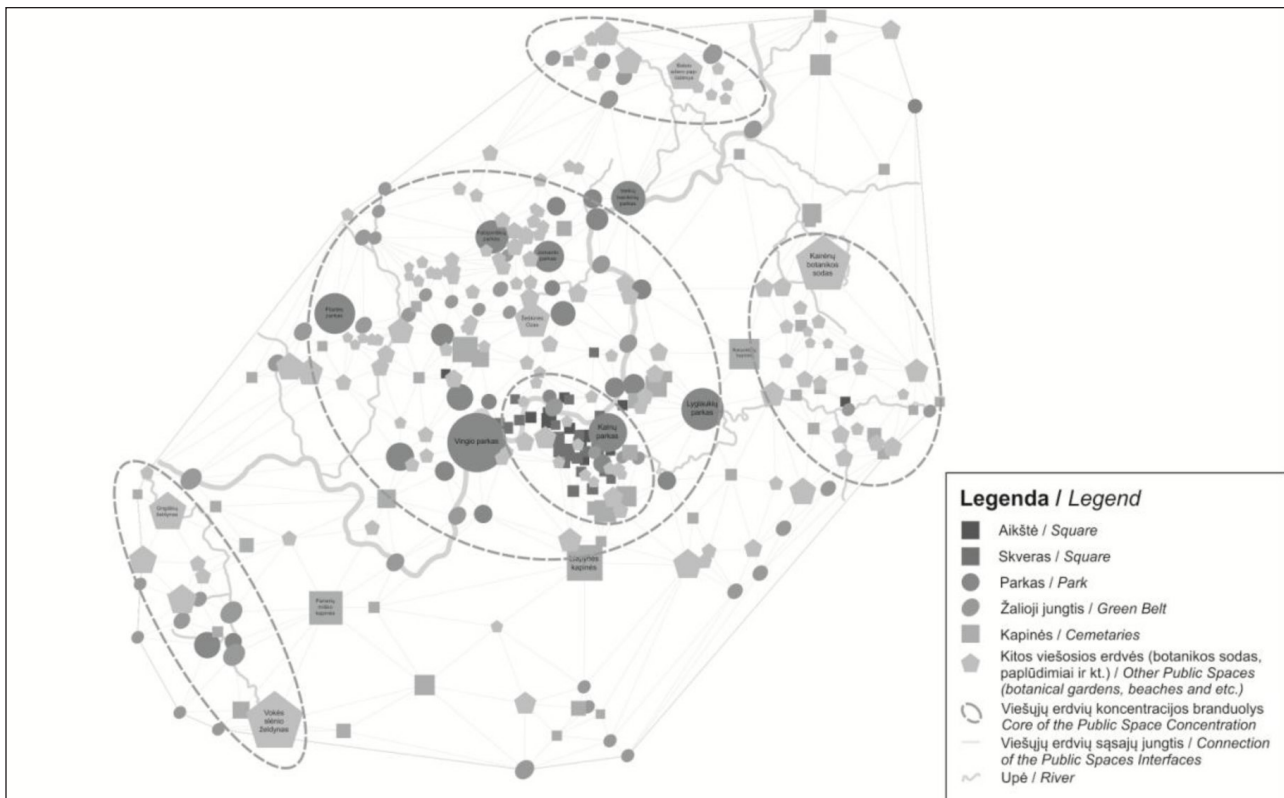 Kairėnų
botanikos
sodas
Vingio parkas
Kalnų
parkas
Lyglaukių
parkas
Liepynės
kapinės
Vokės
slėnio
želdynas
Legenda / Legend
Aikštė / Square
Skveras / Square
Parkas / Park
Žalioji jungtis / Green Belt
Kapinės / Cemetaries
Kitos viešosios erdvės (botanikos sodas,
paplūdimiai ir kt.) / Other Public Spaces
(botanical gardens, beaches and etc.)
Viešųjų erdvių koncentracijos branduolys
Core of the Public Space Concentration
Viešųjų erdvių sąsajų jungtis / Connection
of the Public Spaces Interfaces
Upė / River